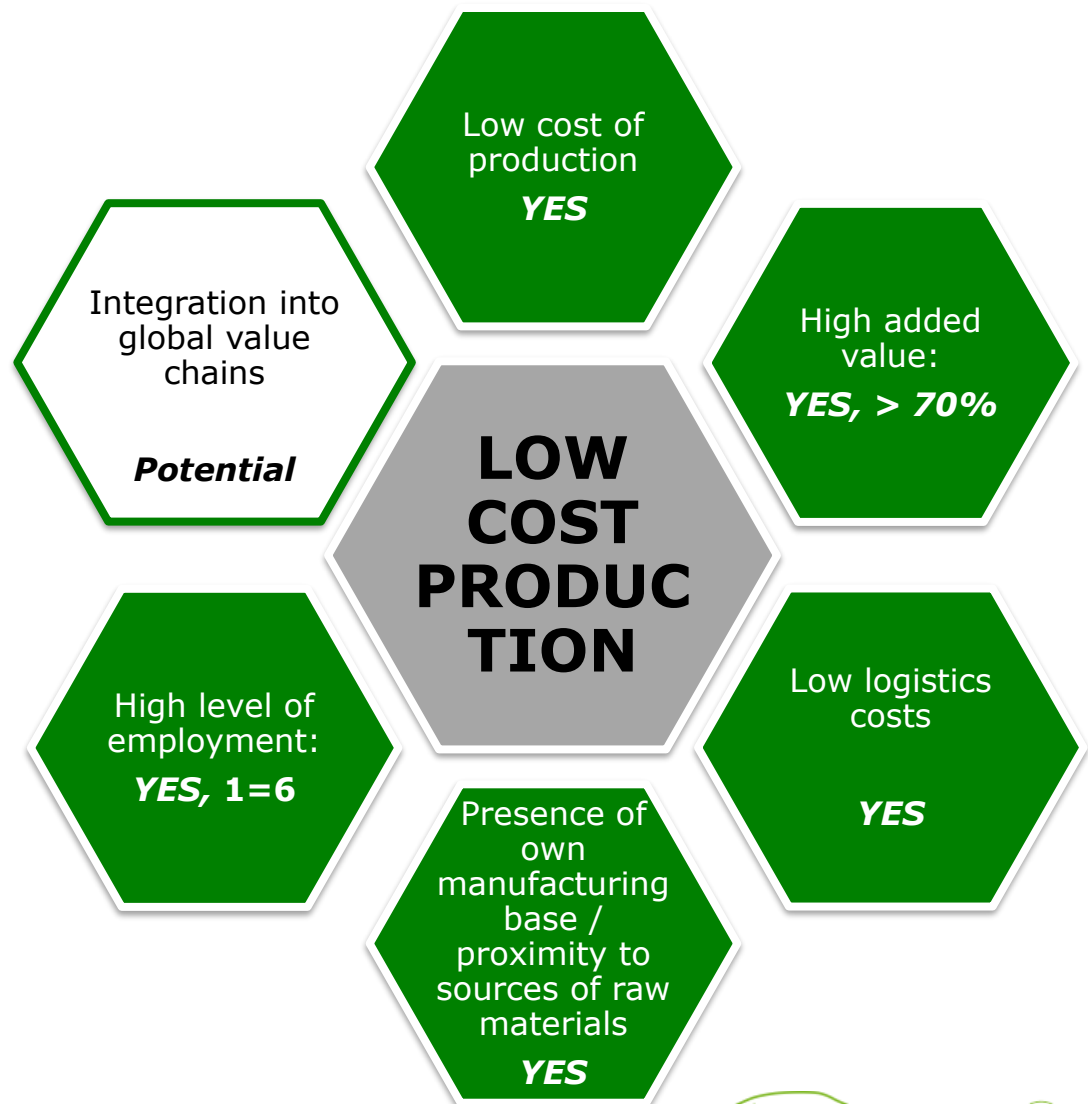 Low cost of
production
YES
Integration into
global value
chains
Potential
High added
value:
YES, > 70%
LOW
COST
PRODUC
TION
High level of
employment:
YES, 1=6
Low logistics
costs
YES
Presence of
own
manufacturing
base /
proximity to
sources of raw
materials
YES